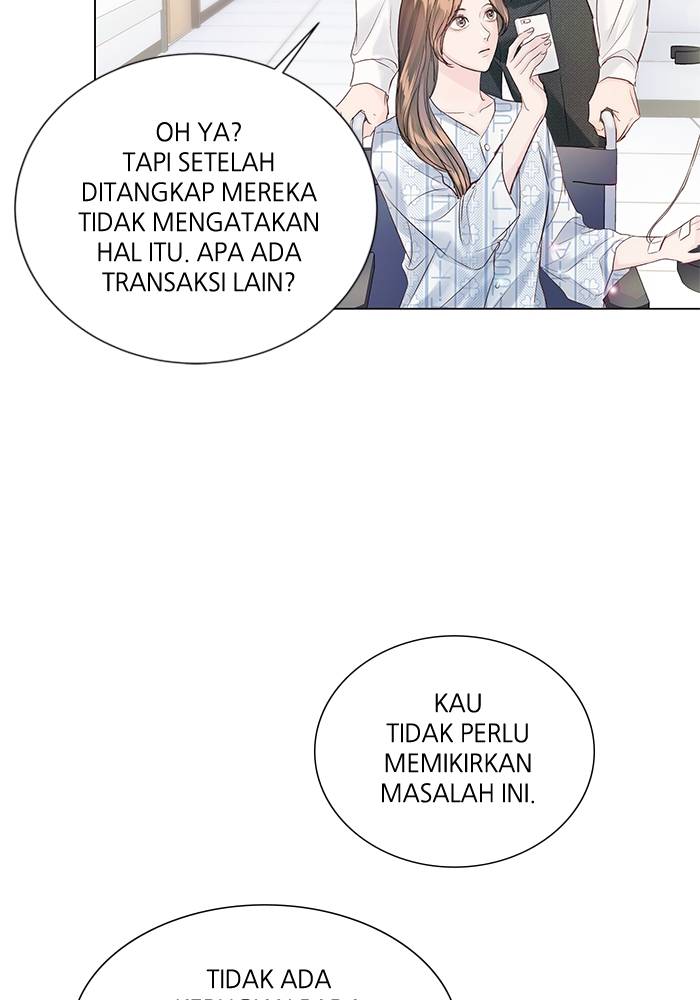 OH YA?
TAPI SETELAH
DITANGKAP MEREKA
TIDAK MENGATAKAN
HAL ITU. APA ADA
TRANSAKSI LAIN?
KAU
TIDAK PERLU
MEMIKIRKAN
MASALAH INI.
TIDAK ADA